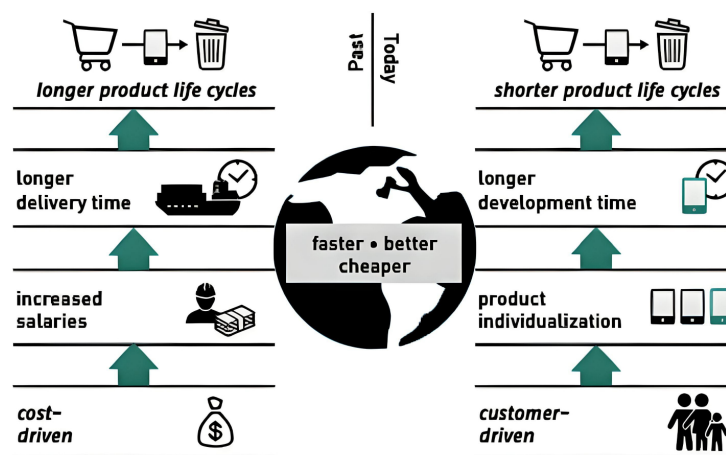 longer product life cycles
longer
delivery time
increased
salaries
cost-
driven
$
Past
Today
faster • better
cheaper
shorter product life cycles
longer
development time
product
individualization
customer-
driven